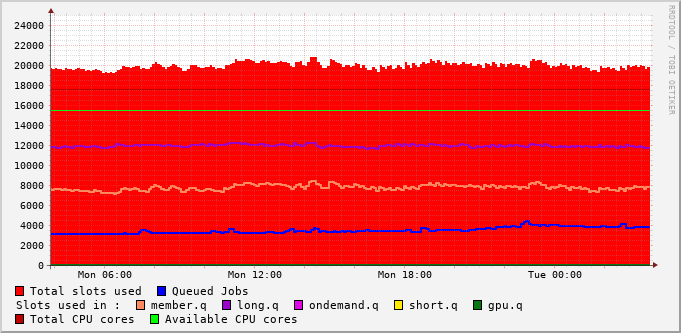 RRDTOOL / TOBI OETIKER
24000
22000
20000
18000
16000
14000
12000
10000
8000
6000
4000
2000
0
Mon 06:00 Mon 12:00 Mon 18:00 Tue 00:00
Total slots used Queued Jobs
Slots used in : member.q long.q ondemand.q short.q gpu.q
Total CPU cores Available CPU cores